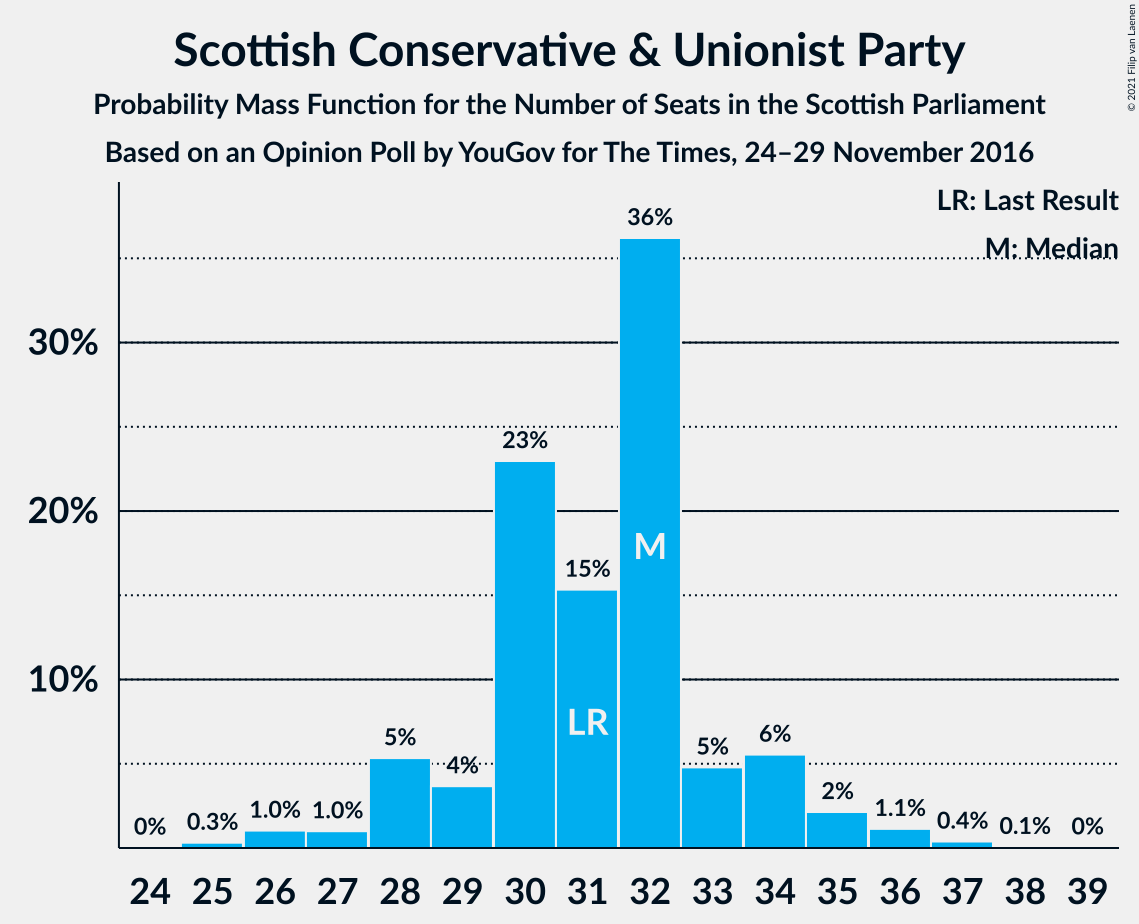 Scottish Conservative & Unionist Party
Probability Mass Function for the Number of Seats in the Scottish Parliament
Based on an Opinion Poll by YouGov for The Times, 24–29 November 2016
© 2021 Filip van Laenen
LR: Last Result
M: Median
30%
20%
10%
0%
0.3%
1.0%
1.0%
5%
4%
23%
15%
36%
5%
6%
2%
1.1%
0.4%
0.1%
0%
LR
M
24 25 26 27 28 29 30 31 32 33 34 35 36 37 38 39